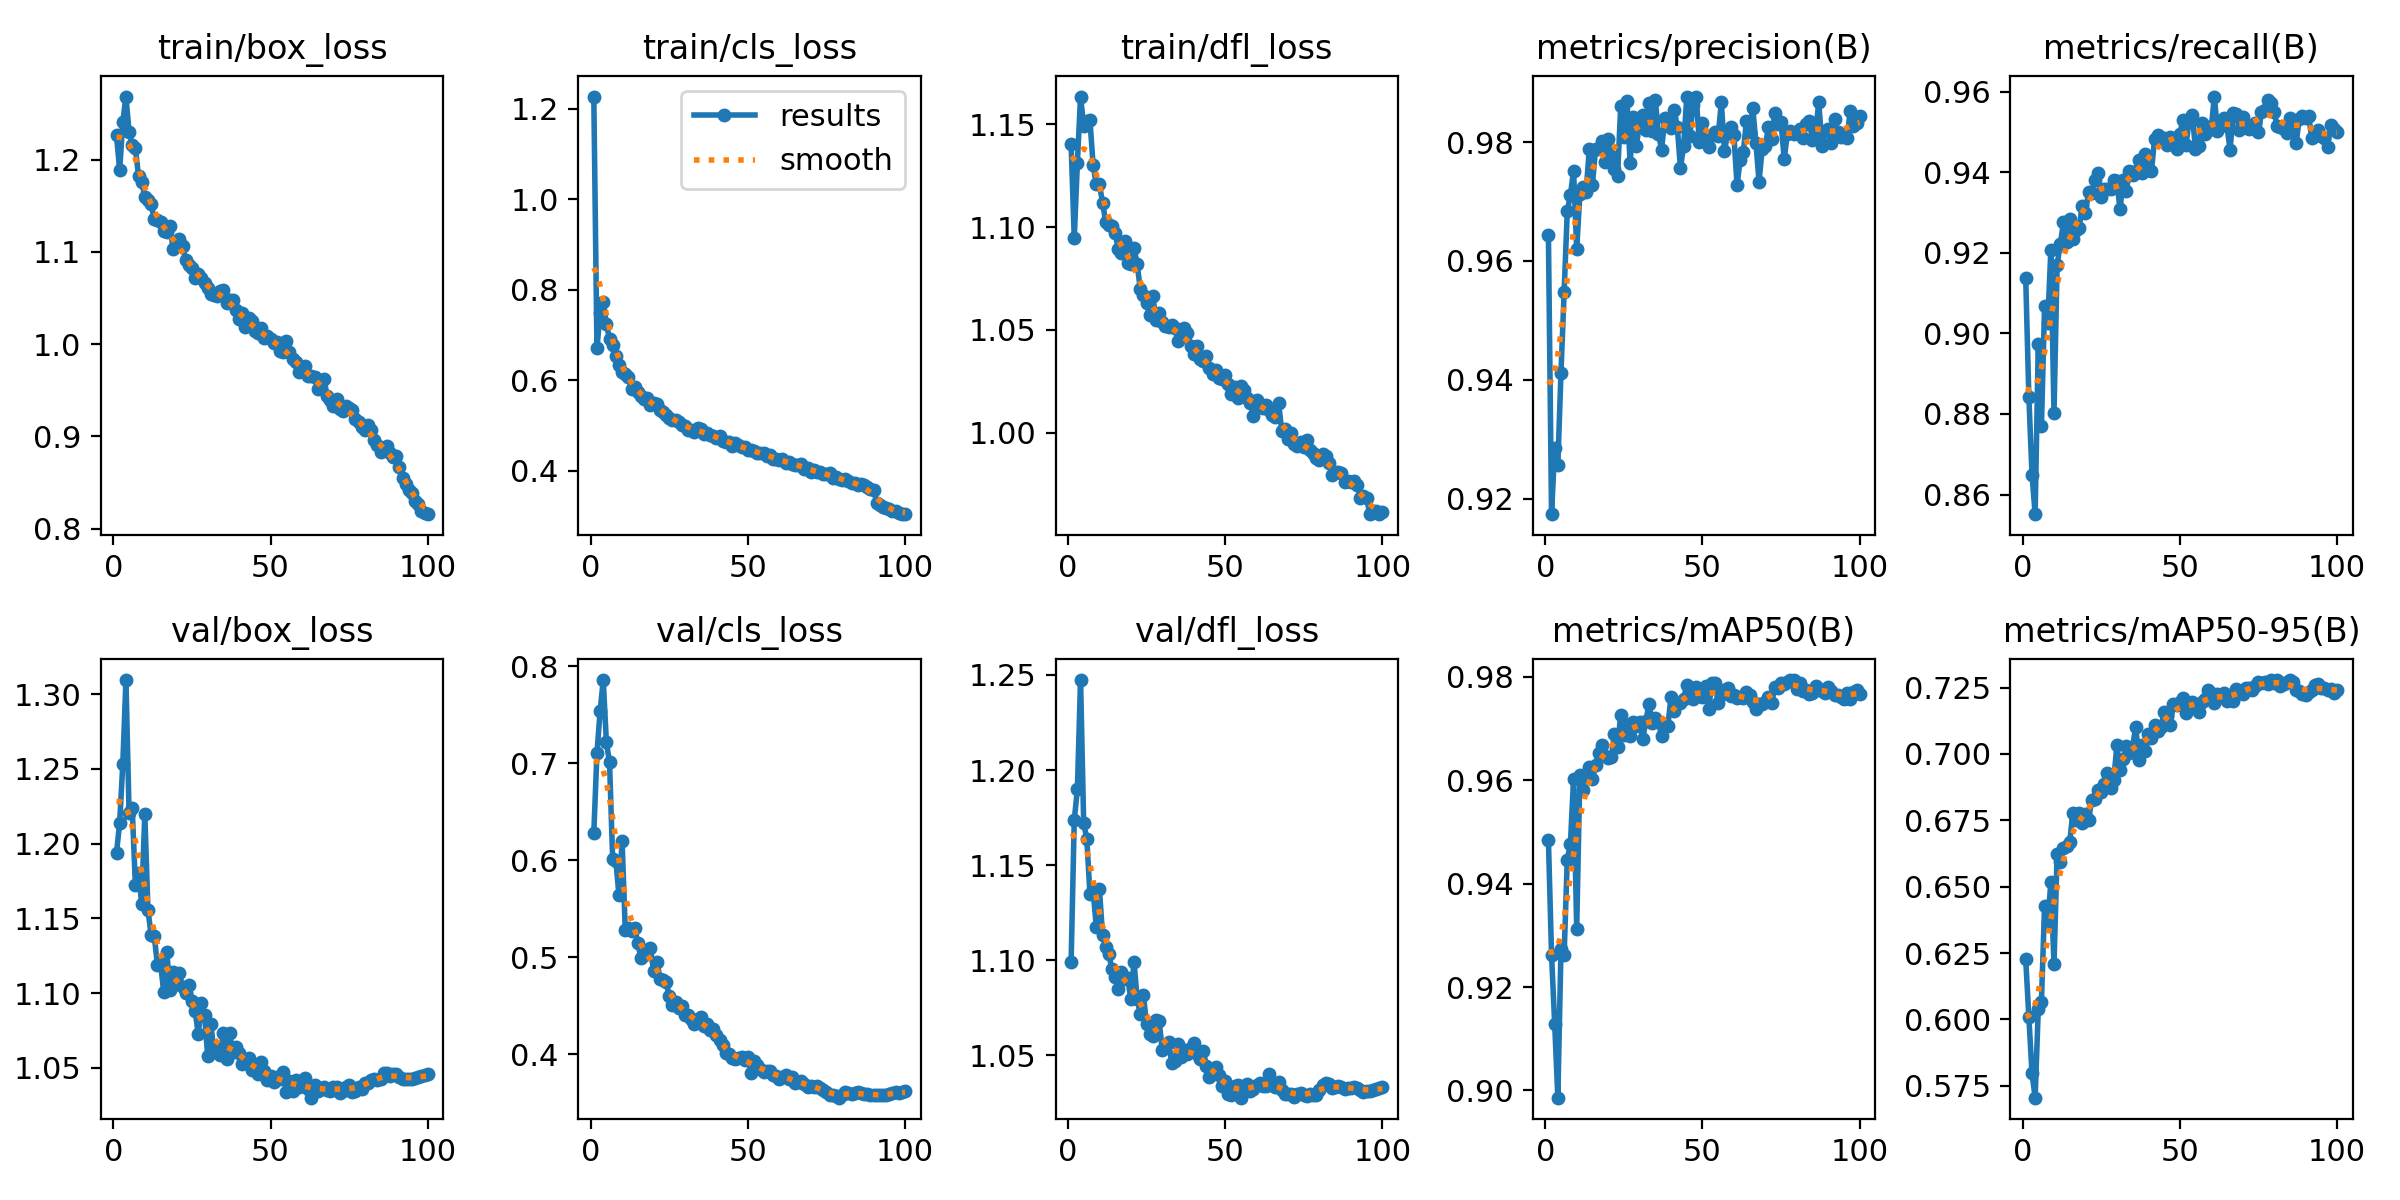 train/box_loss
1.2
1.1
1.0
0.9
0.8
0 50 100
train/cls_loss
results
smooth
1.2
1.0
0.8
0.6
0.4
0 50 100
train/dfl_loss
1.15
1.10
1.05
1.00
0 50 100
metrics/precision(B)
0.98
0.96
0.94
0.92
0 50 100
metrics/recall(B)
0.96
0.94
0.92
0.90
0.88
0.86
0 50 100
val/box_loss
1.30
1.25
1.20
1.15
1.10
1.05
0 50 100
val/cls_loss
0.8
0.7
0.6
0.5
0.4
0 50 100
val/dfl_loss
1.25
1.20
1.15
1.10
1.05
0 50 100
metrics/mAP50(B)
0.98
0.96
0.94
0.92
0.90
0 50 100
metrics/mAP50-95(B)
0.725
0.700
0.675
0.650
0.625
0.600
0.575
0 50 100